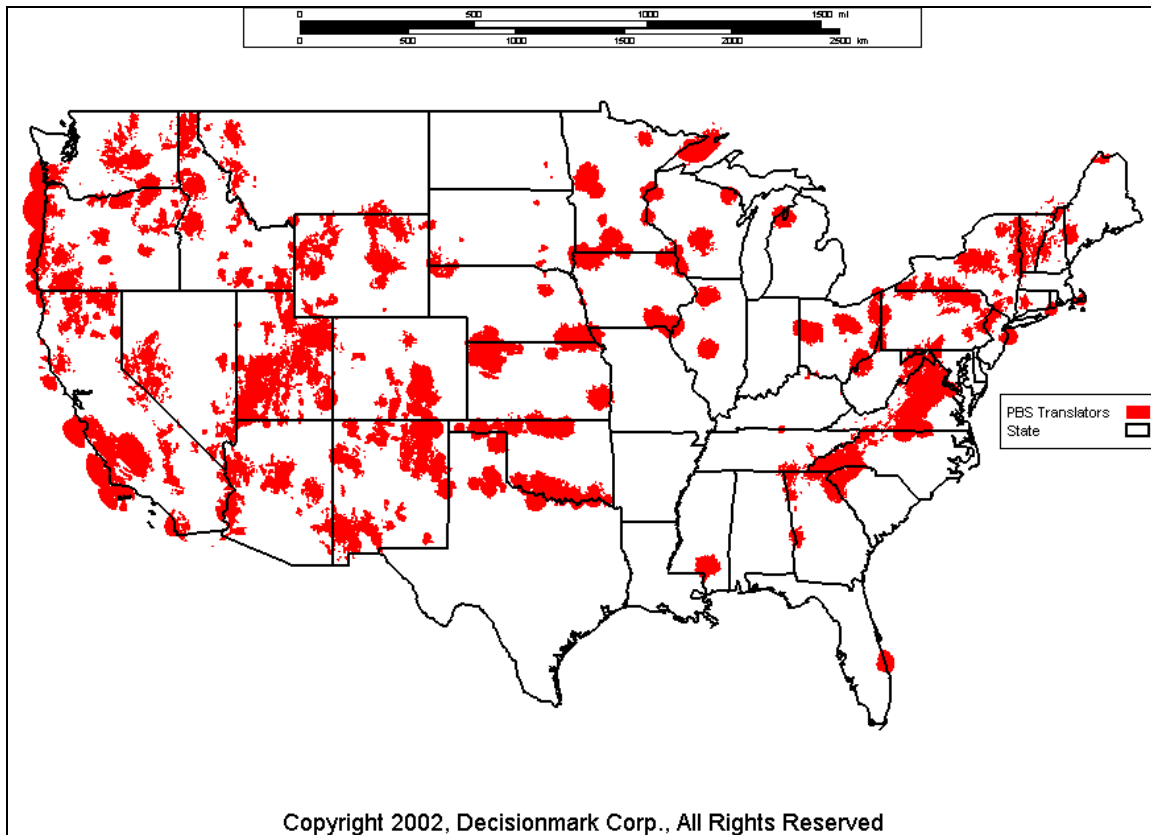 0 500 1000 1500 mi
0 500 1000 1500 2000 2500 km
PBS Translators
State
Copyright 2002, Decisionmark Corp., All Rights Reserved